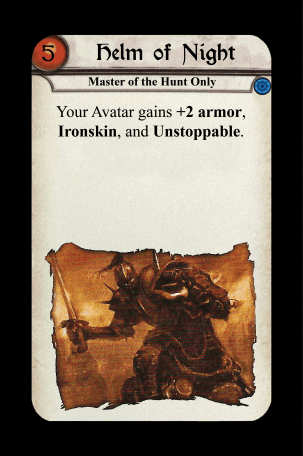 5 Helm of Night
Master of the Hunt Only
Your Avatar gains +2 armor,
Ironskin, and Unstoppable.